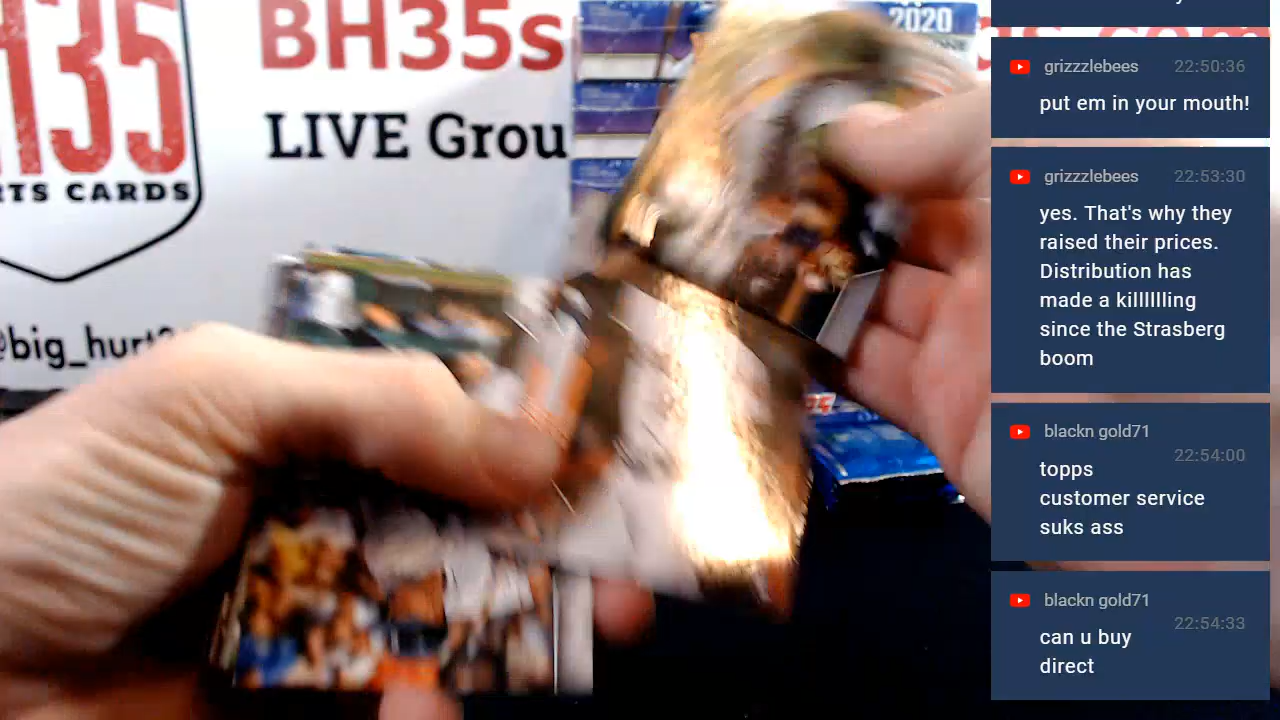 H35
RTS CARDS
@big_hurt
BH35s
LIVE Grou
2020
grizzzlebees 22:50:36
put em in your mouth!
grizzzlebees 22:53:30
yes. That's why they
raised their prices.
Distribution has
made a killlllling
since the Strasberg
boom
blackn gold71
22:54:00
topps
customer service
suks ass
blackn gold71
22:54:33
can u buy
direct